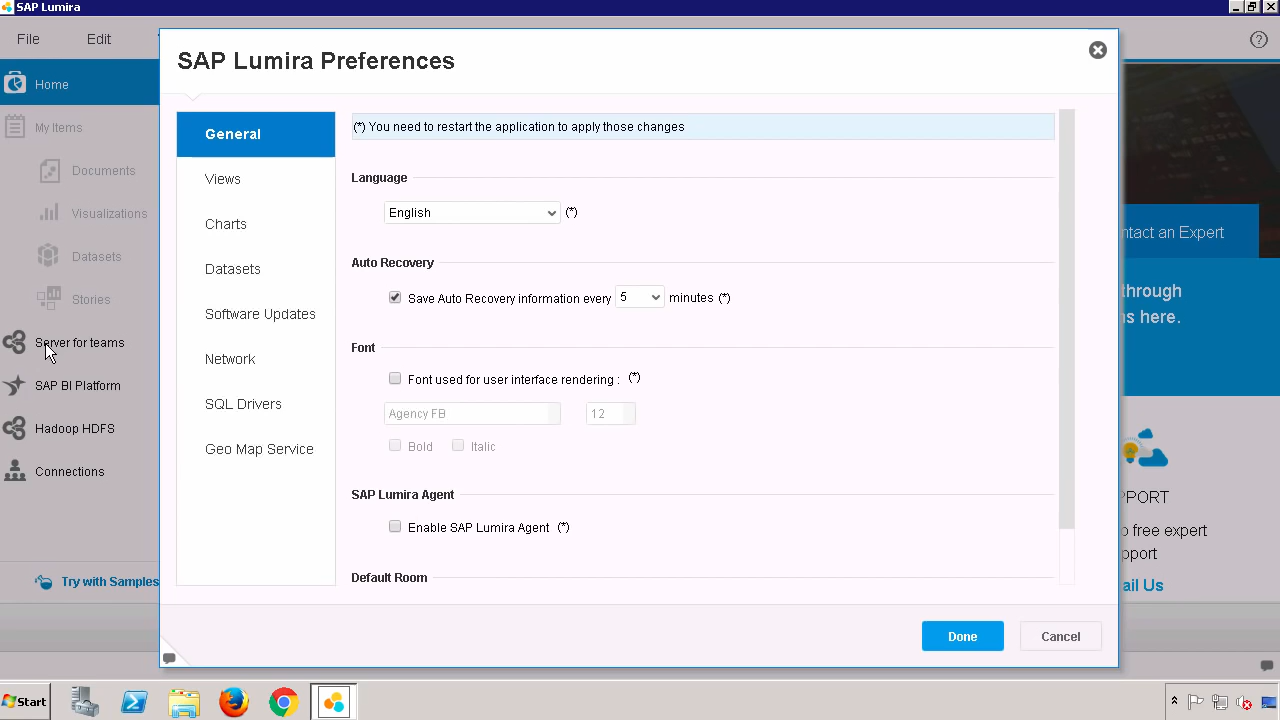 SAP Lumira
File
Edit
SAP Lumira Preferences
Home
My Items
Documents
Visualizations
Datasets
Stories
Server for teams
SAP BI Platform
Hadoop HDFS
Connections
Try with Samples
General
Views
Charts
Datasets
Software Updates
Network
SQL Drivers
Geo Map Service
(*) You need to restart the application to apply those changes
Language
English (*)
Auto Recovery
Save Auto Recovery information every 5 minutes (*)
Font
Font used for user interface rendering : (*)
Agency FB 12
Bold Italic
SAP Lumira Agent
Enable SAP Lumira Agent (*)
Default Room
Done Cancel
ntact an Expert
through
ns here.
PPORT
o free expert
pport
ail Us
Start